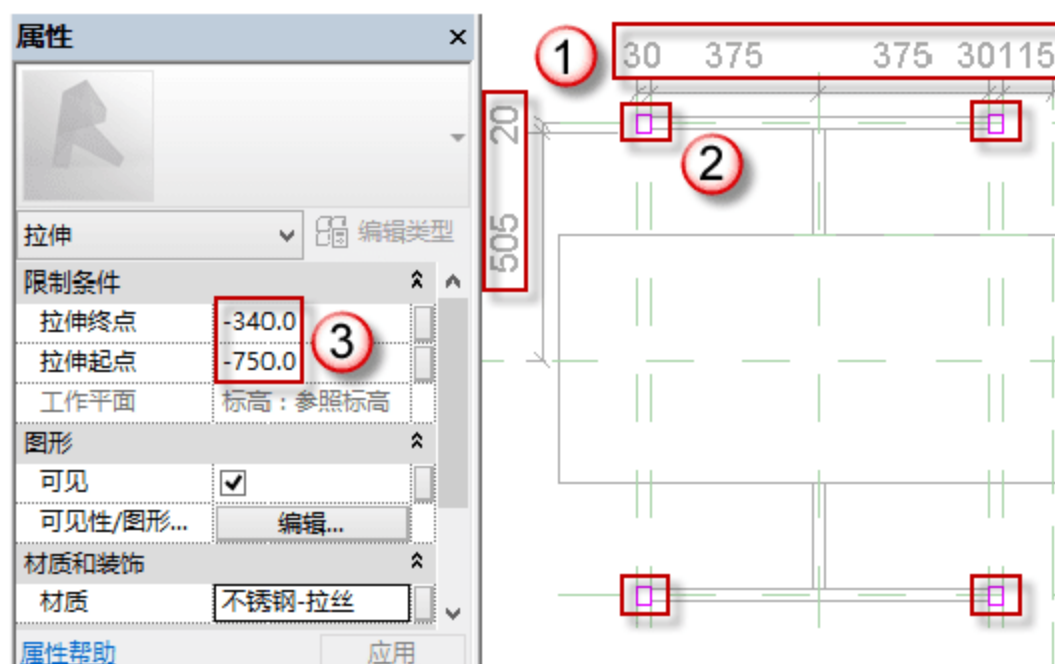 属性
拉伸
编辑类型
限制条件
拉伸终点 -340.0
拉伸起点 -750.0
工作平面 标高：参照标高
图形
可见
可见性/图形... 编辑...
材质和装饰
材质 不锈钢-拉丝
属性帮助 应用
1
30 375 375 30115
20
505
2
3